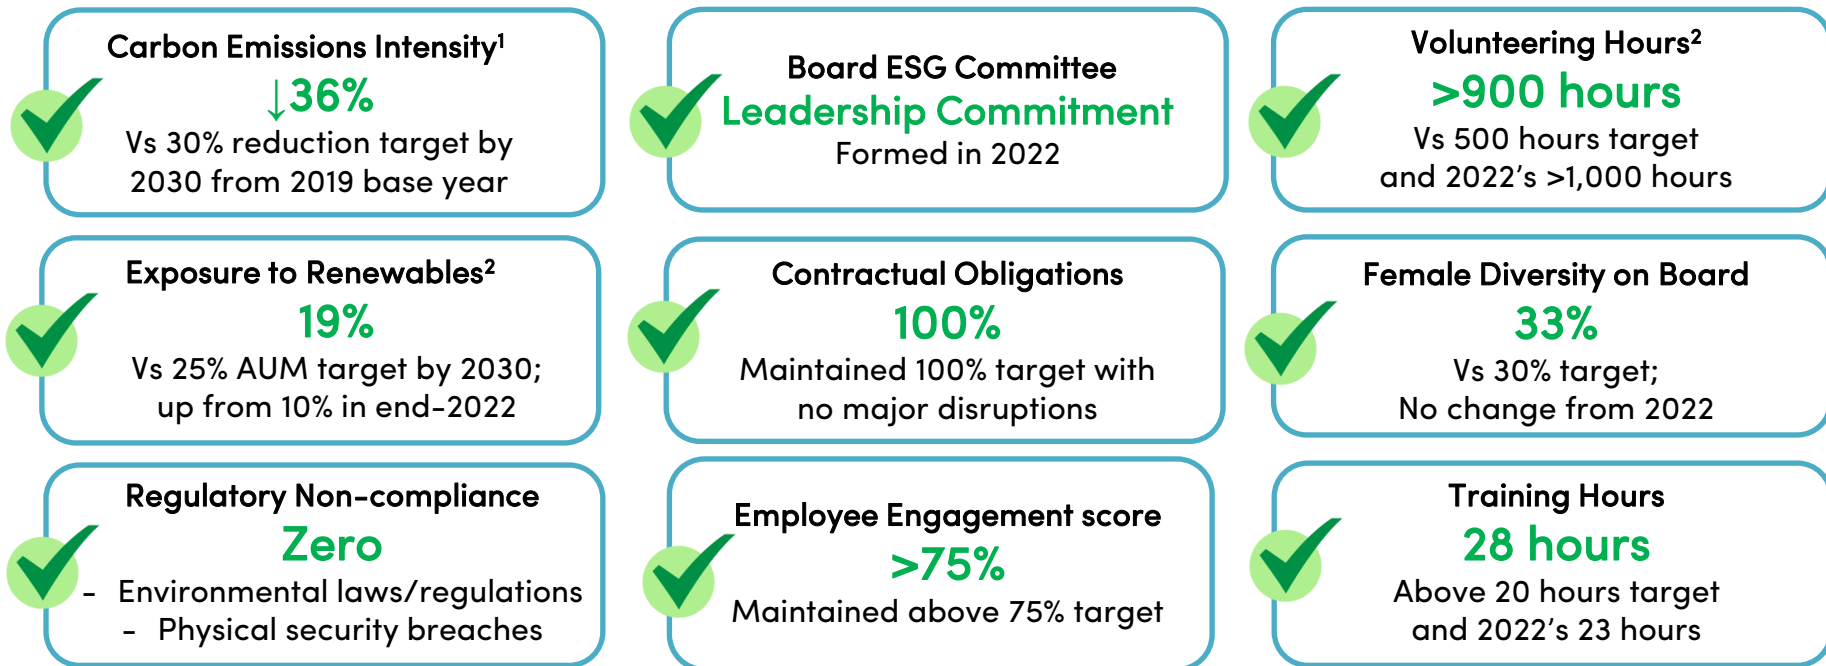 Carbon Emissions Intensity¹
↓36%
Vs 30% reduction target by
2030 from 2019 base year
Board ESG Committee
Leadership Commitment
Formed in 2022
Volunteering Hours²
>900 hours
Vs 500 hours target
and 2022's >1,000 hours
Exposure to Renewables²
19%
Vs 25% AUM target by 2030;
up from 10% in end-2022
Contractual Obligations
100%
Maintained 100% target with
no major disruptions
Female Diversity on Board
33%
Vs 30% target;
No change from 2022
Regulatory Non-compliance
Zero
- Environmental laws/regulations
- Physical security breaches
Employee Engagement score
>75%
Maintained above 75% target
Training Hours
28 hours
Above 20 hours target
and 2022's 23 hours